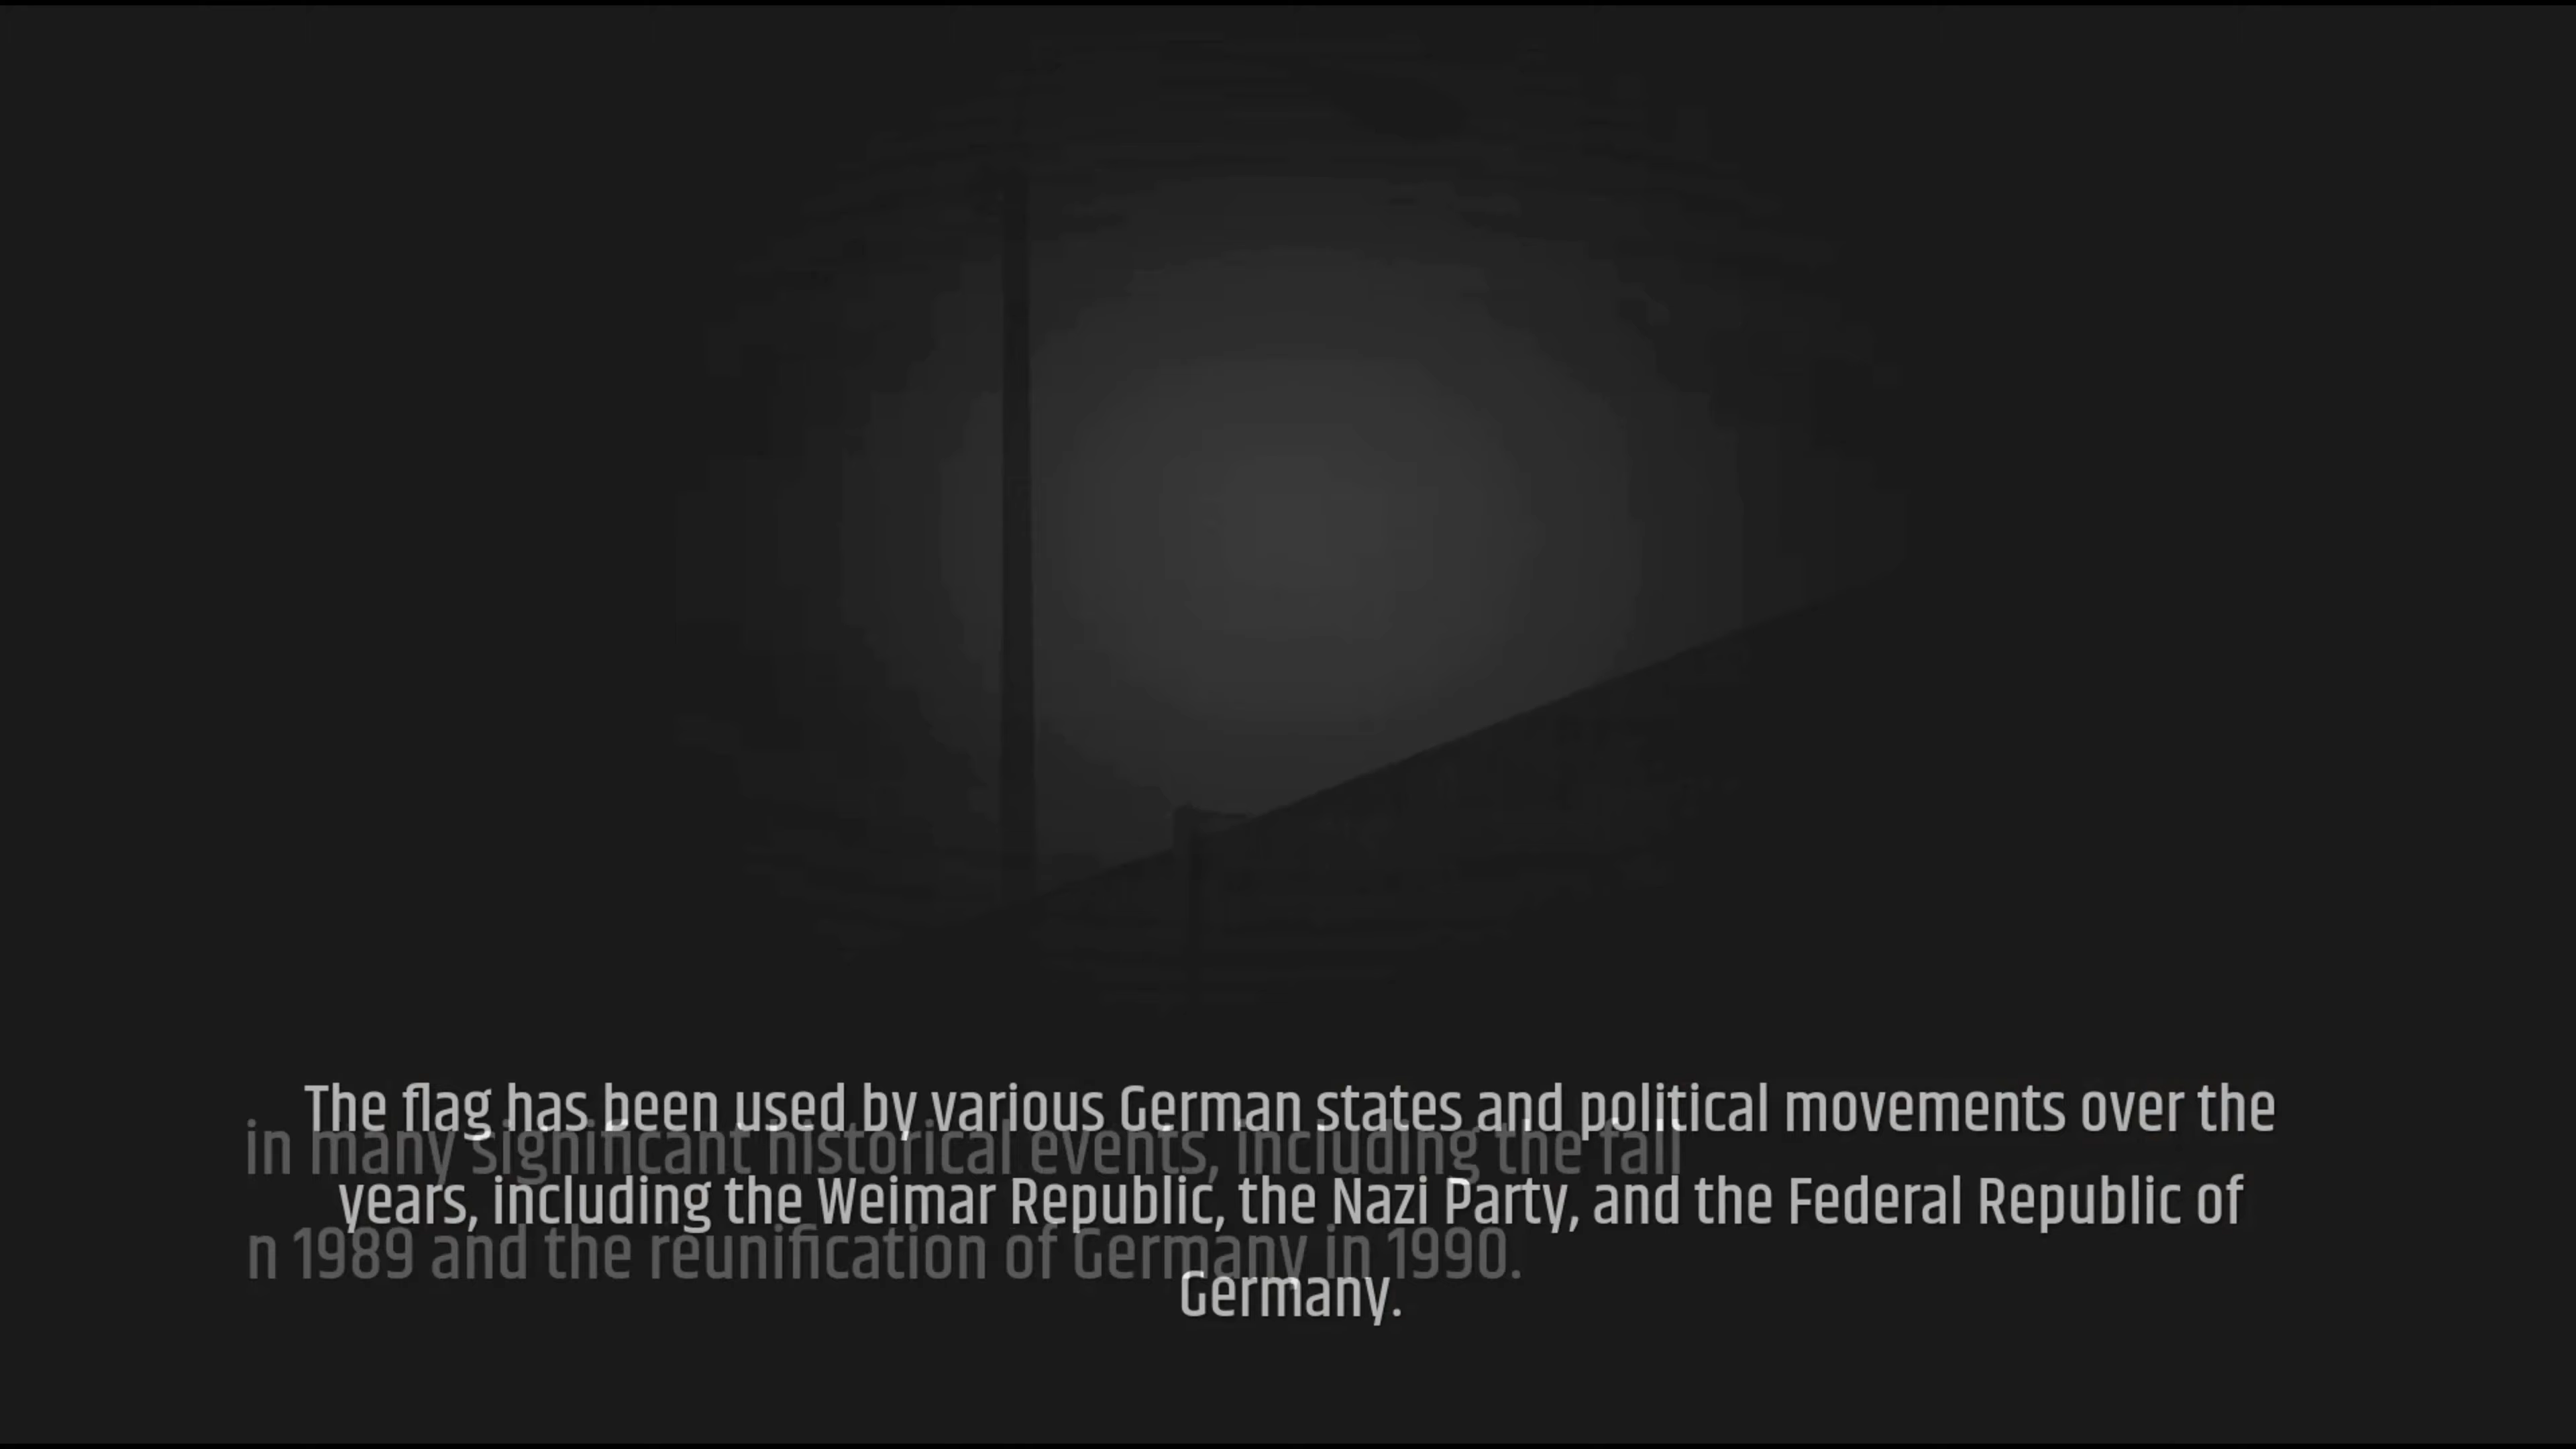 The flag has been used by various German states and political movements over the
in many significant historical events, including the fall
years, including the Weimar Republic, the Nazi Party, and the Federal Republic of
n 1989 and the reunification of Germany in 1990.
Germany.